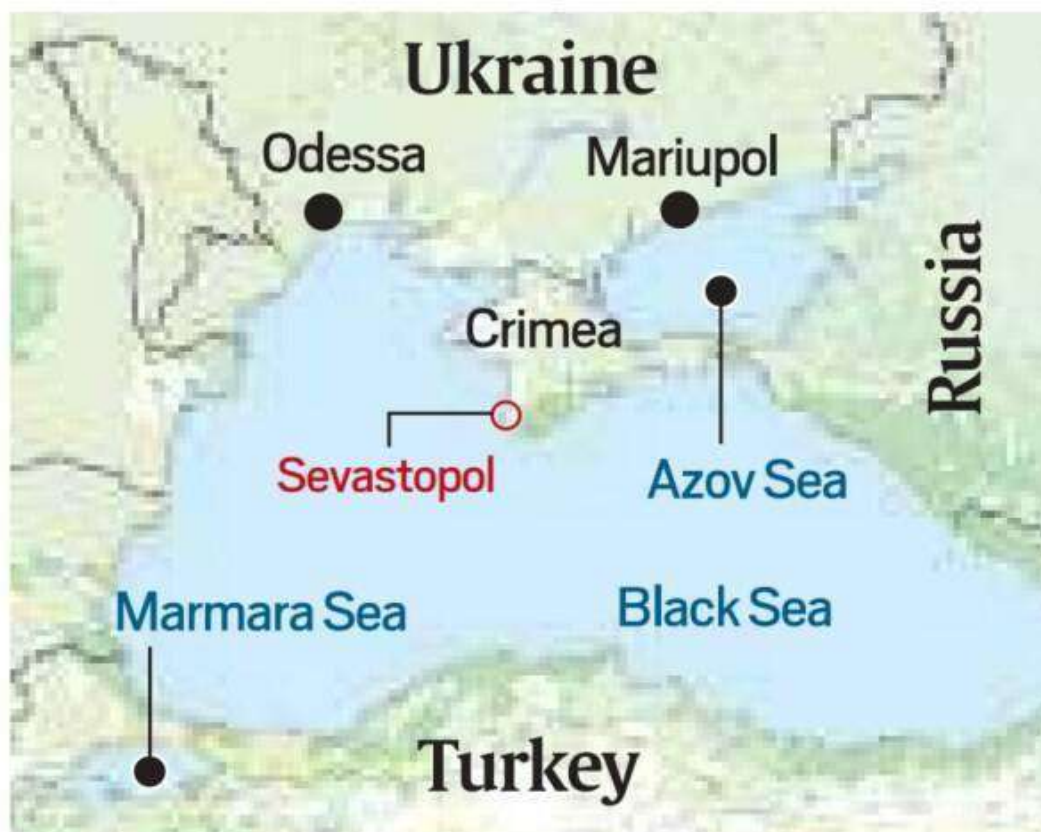 Ukraine
Odessa
Mariupol
Russia
Crimea
Sevastopol
Azov Sea
Marmara Sea
Black Sea
Turkey